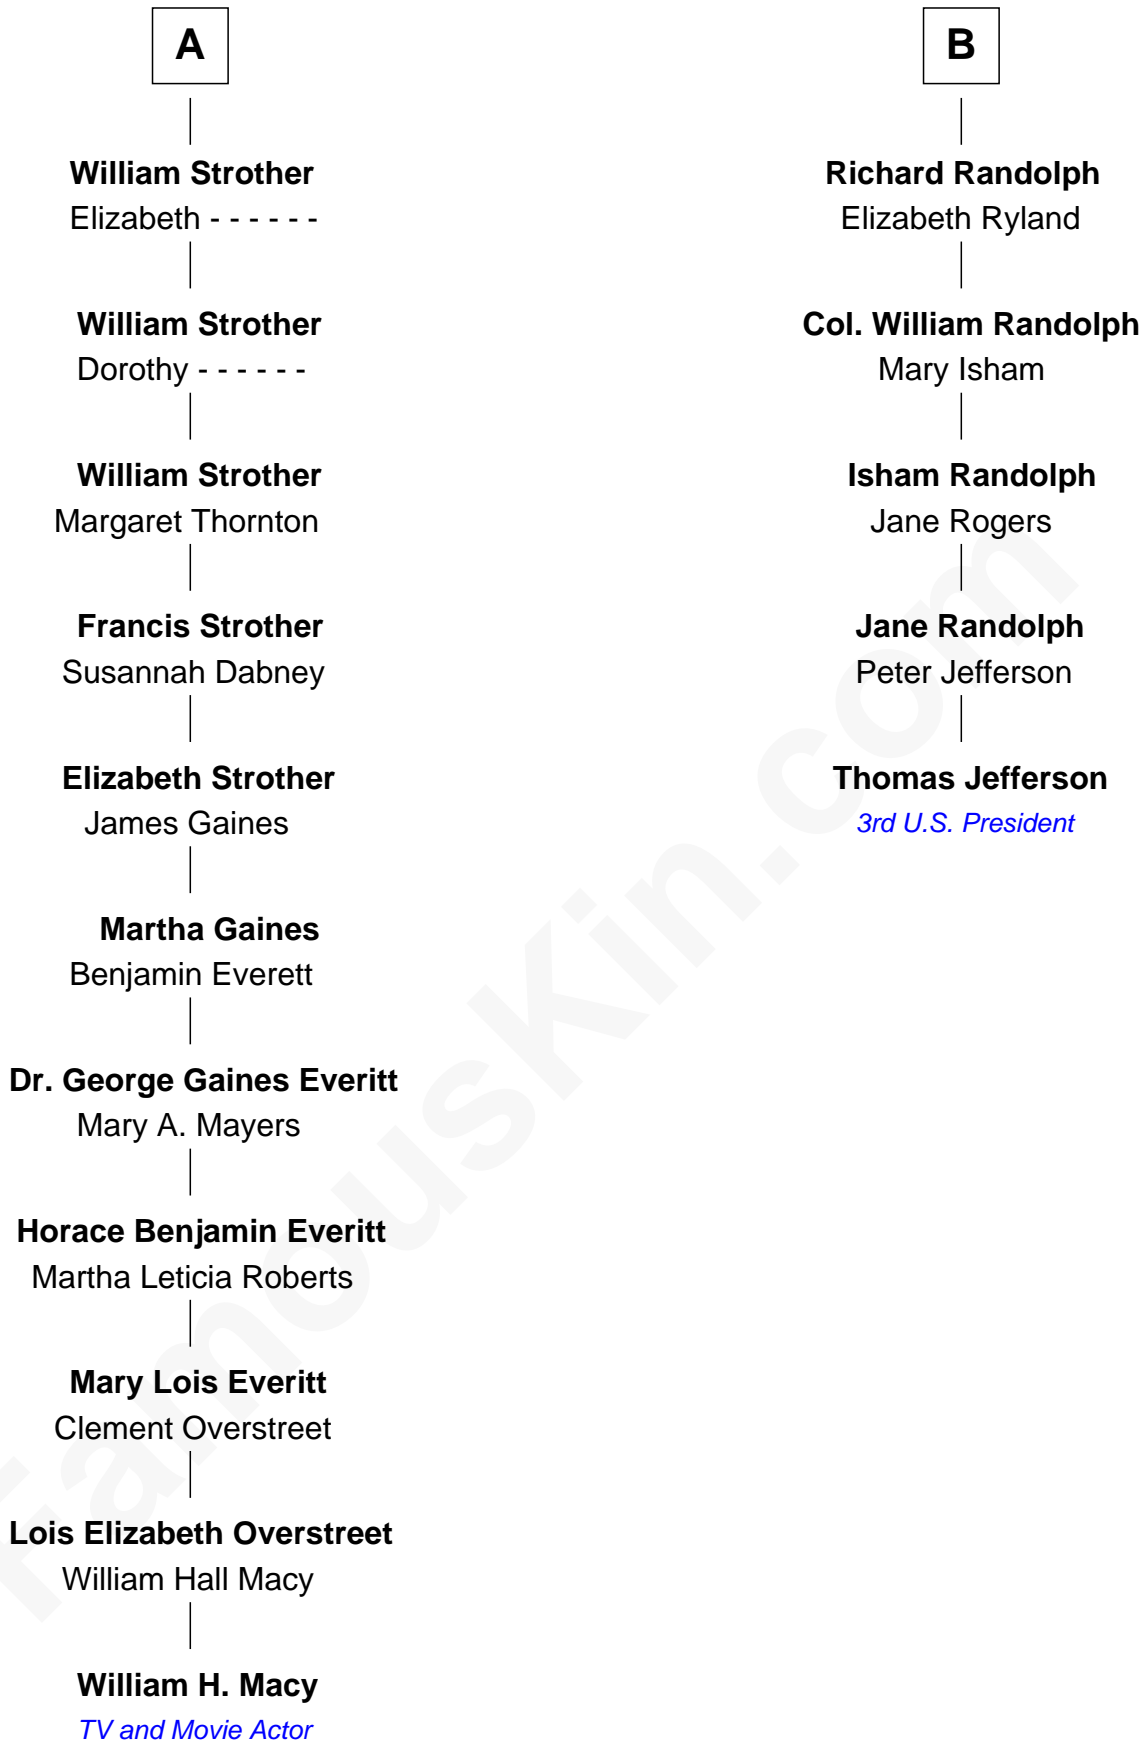 A
William Strother
Elizabeth - - - - - -
William Strother
Dorothy - - - - - -
William Strother
Margaret Thornton
Francis Strother
Susannah Dabney
Elizabeth Strother
James Gaines
Martha Gaines
Benjamin Everett
Dr. George Gaines Everitt
Mary A. Mayers
Horace Benjamin Everitt
Martha Leticia Roberts
Mary Lois Everitt
Clement Overstreet
Lois Elizabeth Overstreet
William Hall Macy
William H. Macy
TV and Movie Actor
B
Richard Randolph
Elizabeth Ryland
Col. William Randolph
Mary Isham
Isham Randolph
Jane Rogers
Jane Randolph
Peter Jefferson
Thomas Jefferson
3rd U.S. President
FamousKin.com